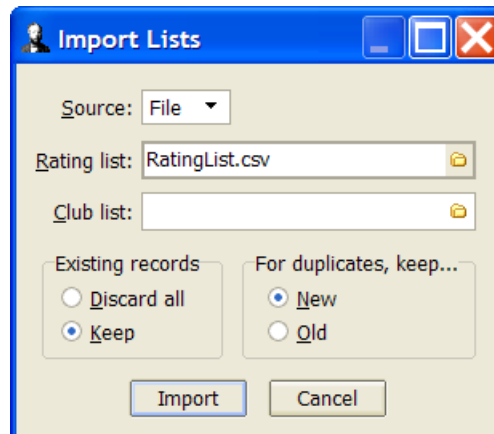 Import Lists
Source: File
Rating list: RatingList.csv
Club list:
Existing records
Discard all
Keep
For duplicates, keep...
New
Old
Import Cancel